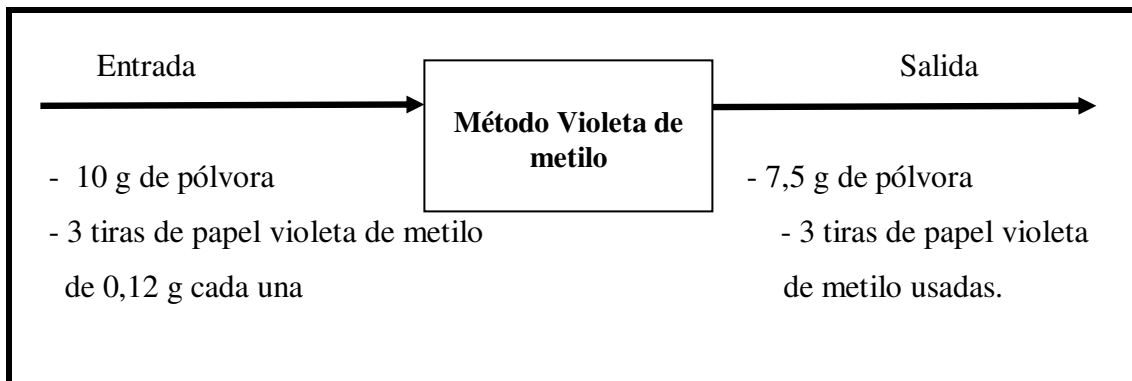 Entrada
Salida
Método Violeta de
metilo
- 10 g de pólvora
- 3 tiras de papel violeta de metilo
de 0,12 g cada una
- 7,5 g de pólvora
- 3 tiras de papel violeta
de metilo usadas.